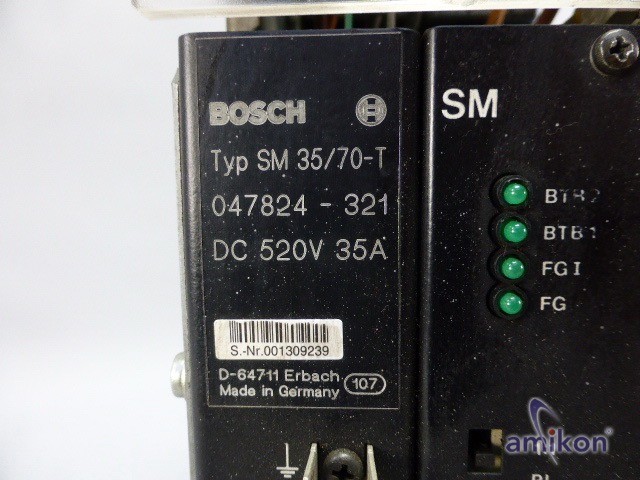 BOSCH
Typ SM 35/70-T
047824 - 321
DC 520V 35A
S.-Nr.001309239
D-64711 Erbach
Made in Germany
107
SM
BTB2
BTB1
FGI
FG
amikon